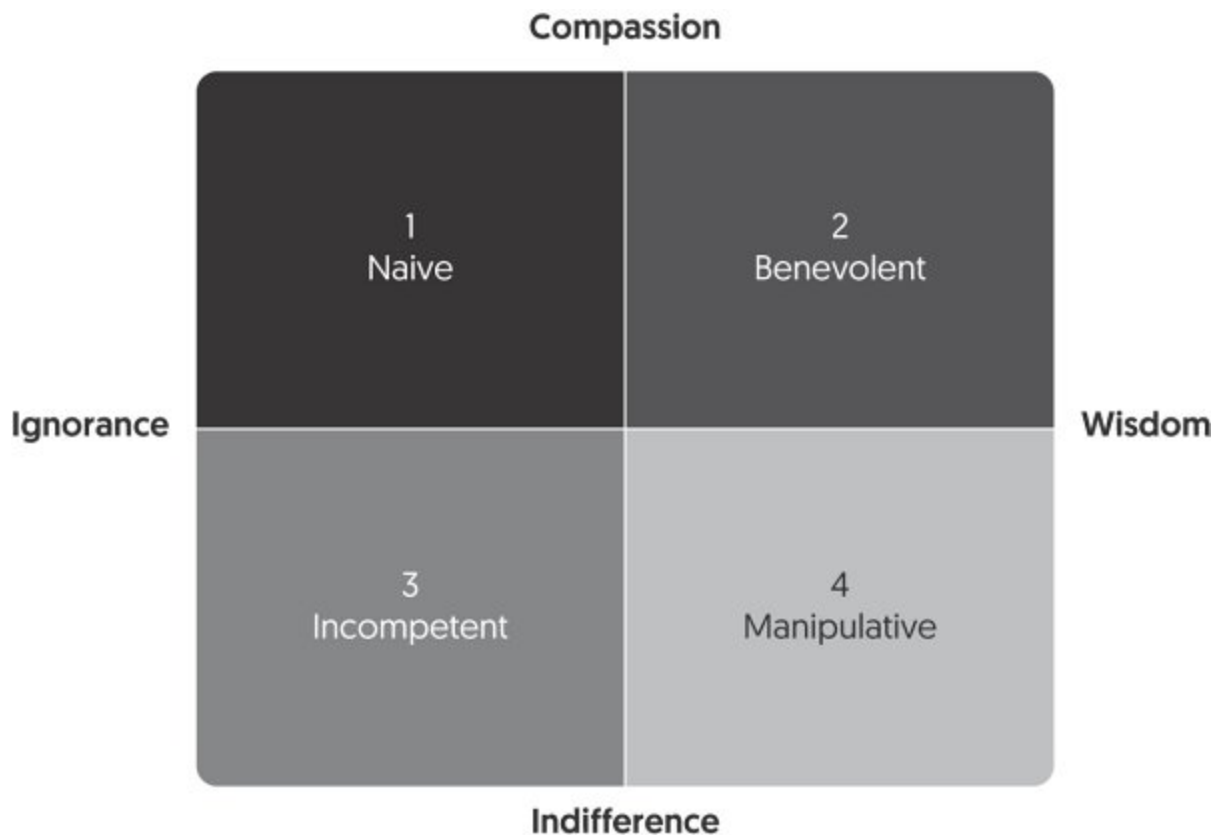 Compassion
1
Naive
2
Benevolent
Ignorance
Wisdom
3
Incompetent
4
Manipulative
Indifference